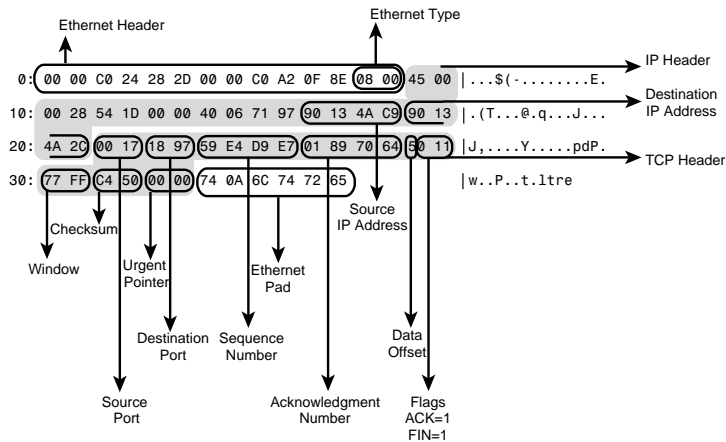 Ethernet Header
Ethernet Type
IP Header
0: 00 00 C0 24 28 2D 00 00 C0 A2 0F 8E 08 00 45 00 |...$(-........E.
Destination
IP Address
10: 00 28 54 1D 00 00 40 06 71 97 90 13 4A C9 90 13 |.(T...@.q...J...
20: 4A 2C 00 17 18 97 59 E4 D9 E7 01 89 70 64 50 11 |J,....Y.....pdP.
TCP Header
30: 77 FF C4 50 00 00 74 0A 6C 74 72 65 |w..P..t.ltre
Source
IP Address
Checksum
Window
Urgent
Pointer
Ethernet
Pad
Destination
Port
Sequence
Number
Data
Offset
Source
Port
Acknowledgment
Number
Flags
ACK=1
FIN=1